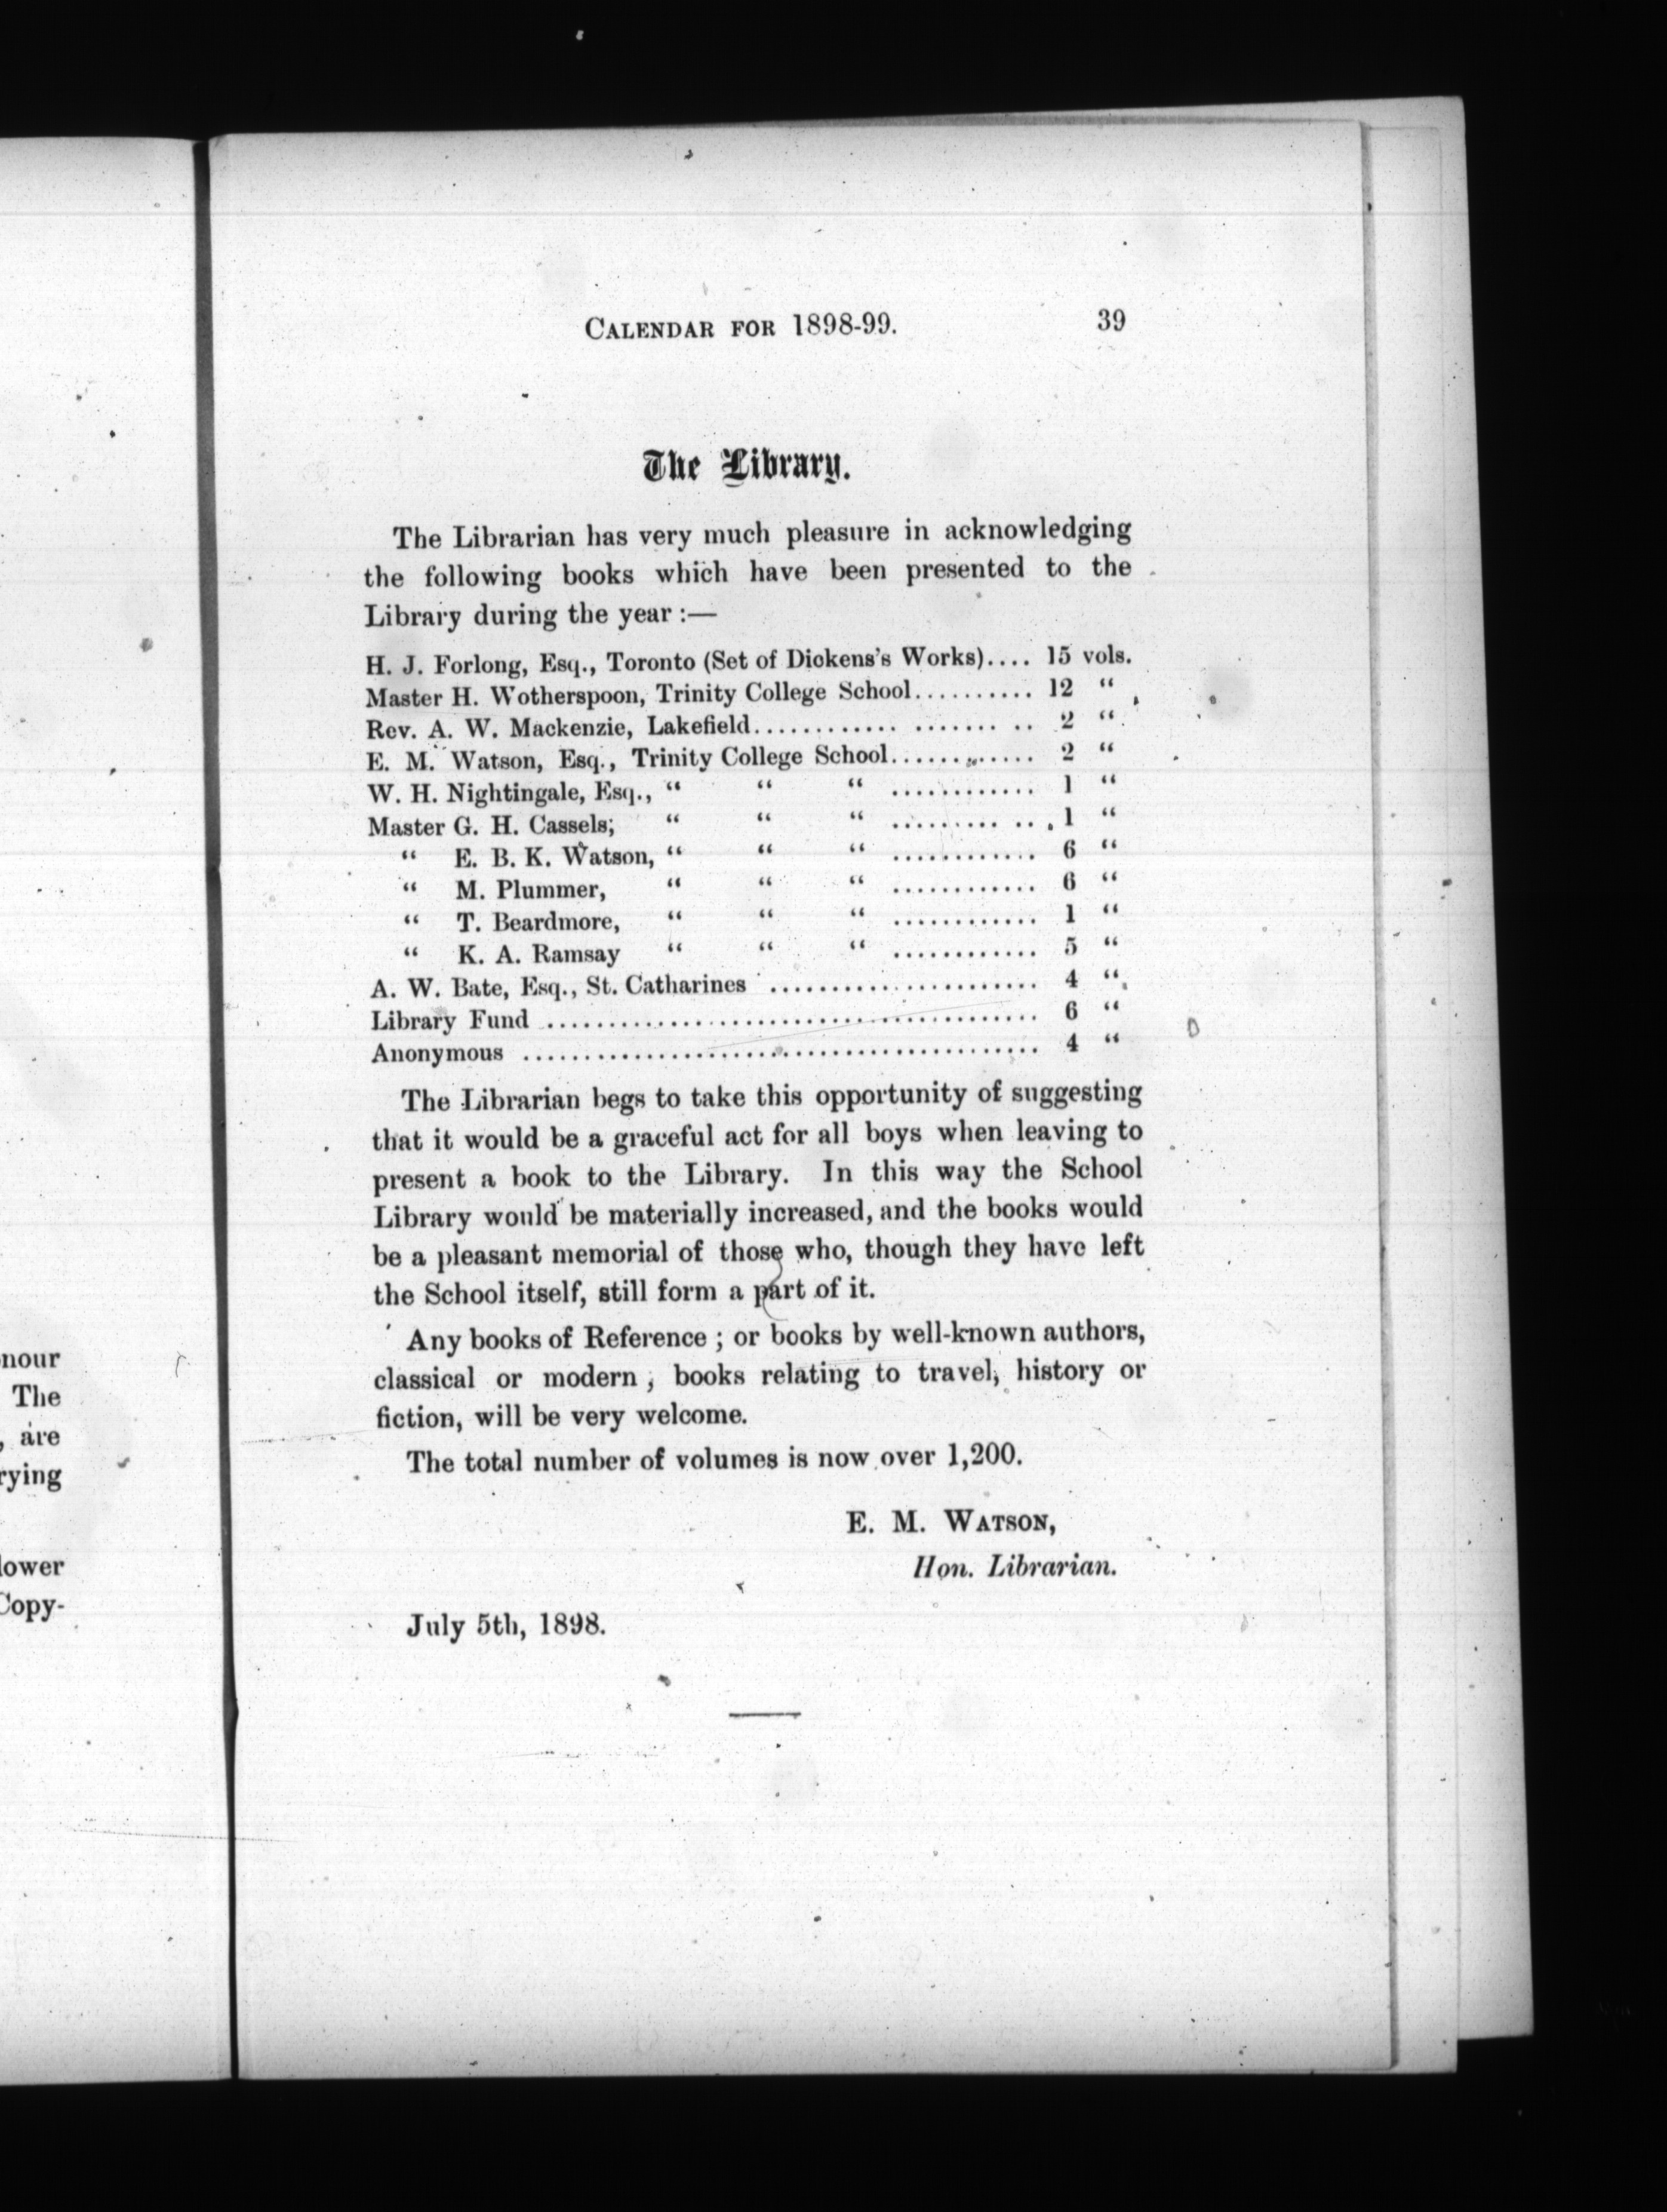 nour
The
, are
rying
lower
Copy-
CALENDAR FOR 1898-99. 39
The Library.
The Librarian has very much pleasure in acknowledging
the following books which have been presented to the
Library during the year :—
H. J. Forlong, Esq., Toronto (Set of Dickens's Works).... 15 vols.
Master H. Wotherspoon, Trinity College School.......... 12 "
Rev. A. W. Mackenzie, Lakefield............ ....... .. 2 "
E. M. Watson, Esq., Trinity College School............ 2 "
W. H. Nightingale, Esq., " " " ............ 1 "
Master G. H. Cassels; " " " ......... ... 1 "
" E. B. K. Watson, " " " ............ 6 "
" M. Plummer, " " " ............ 6 "
" T. Beardmore, " " " ............ 1 "
" K. A. Ramsay " " " ............ 5 "
A. W. Bate, Esq., St. Catharines ...................... 4 "
Library Fund ......................................... 6 "
Anonymous ........................................... 4 "
The Librarian begs to take this opportunity of suggesting
that it would be a graceful act for all boys when leaving to
present a book to the Library. In this way the School
Library would be materially increased, and the books would
be a pleasant memorial of those who, though they have left
the School itself, still form a part of it.
Any books of Reference ; or books by well-known authors,
classical or modern ; books relating to travel, history or
fiction, will be very welcome.
The total number of volumes is now over 1,200.
E. M. WATSON,
Hon. Librarian.
July 5th, 1898.